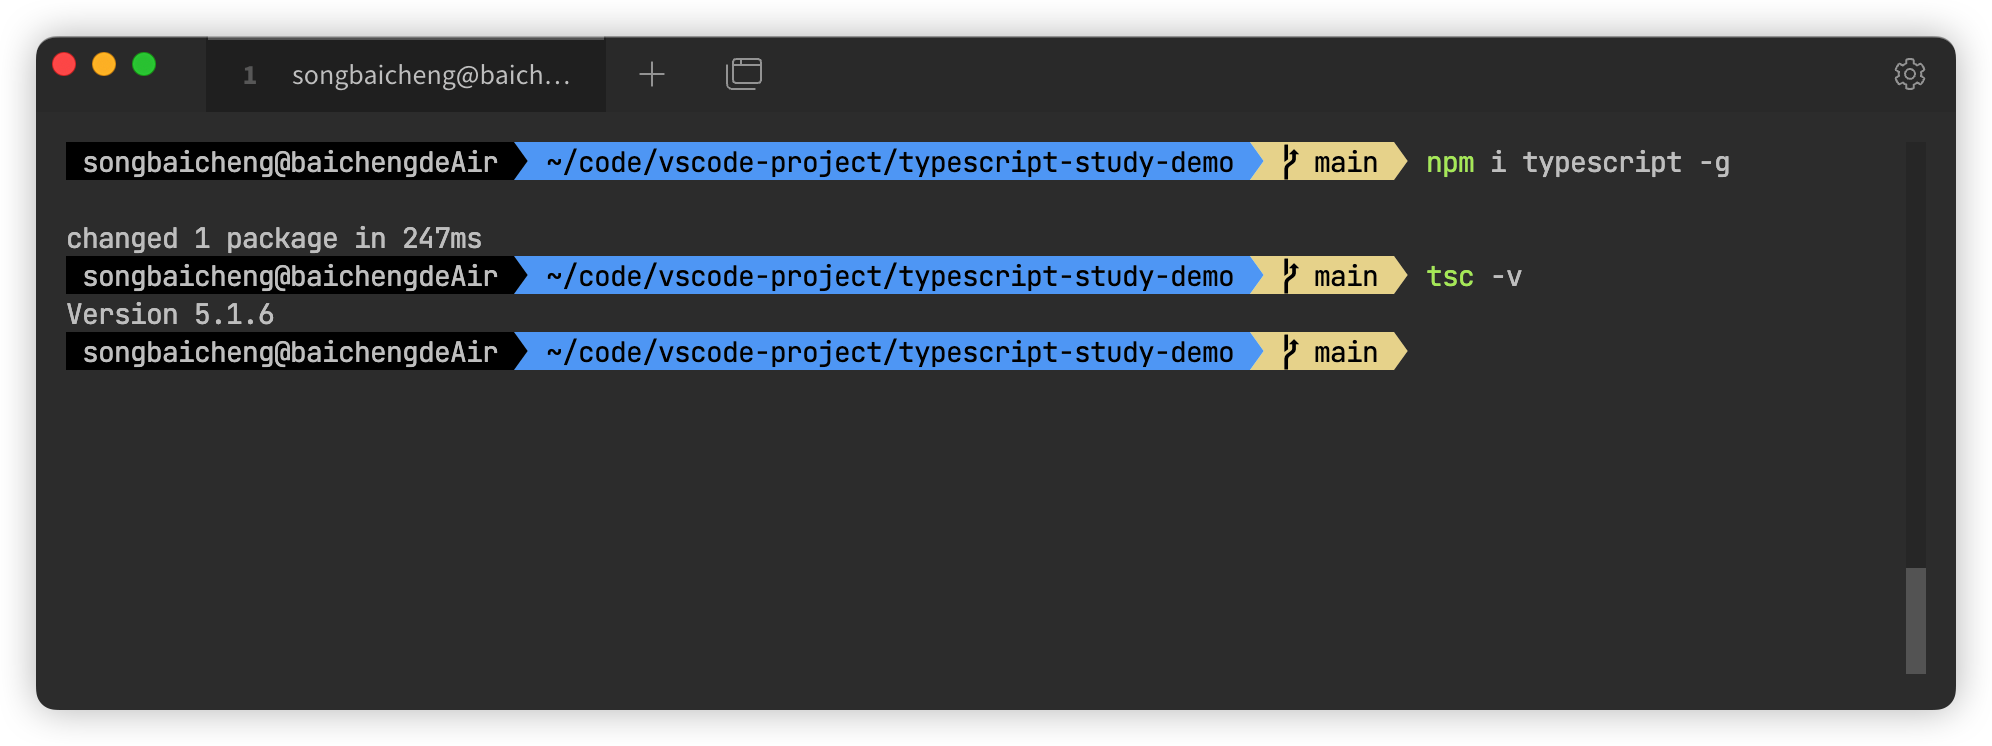 1 songbaicheng@baich...
songbaicheng@baichengdeAir ~/code/vscode-project/typescript-study-demo main npm i typescript -g
changed 1 package in 247ms
songbaicheng@baichengdeAir ~/code/vscode-project/typescript-study-demo main tsc -v
Version 5.1.6
songbaicheng@baichengdeAir ~/code/vscode-project/typescript-study-demo main